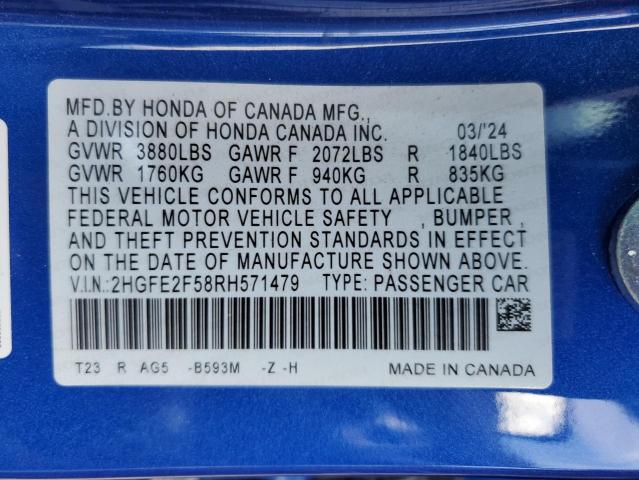 MFD.BY HONDA OF CANADA MFG.,
A DIVISION OF HONDA CANADA INC. 03/'24
GVWR 3880LBS GAWR F 2072LBS R 1840LBS
GVWR 1760KG GAWR F 940KG R 835KG
THIS VEHICLE CONFORMS TO ALL APPLICABLE
FEDERAL MOTOR VEHICLE SAFETY , BUMPER ,
AND THEFT PREVENTION STANDARDS IN EFFECT
ON THE DATE OF MANUFACTURE SHOWN ABOVE.
V.I.N.:2HGFE2F58RH571479 TYPE: PASSENGER CAR
T23 R AG5 -B593M -Z -H MADE IN CANADA